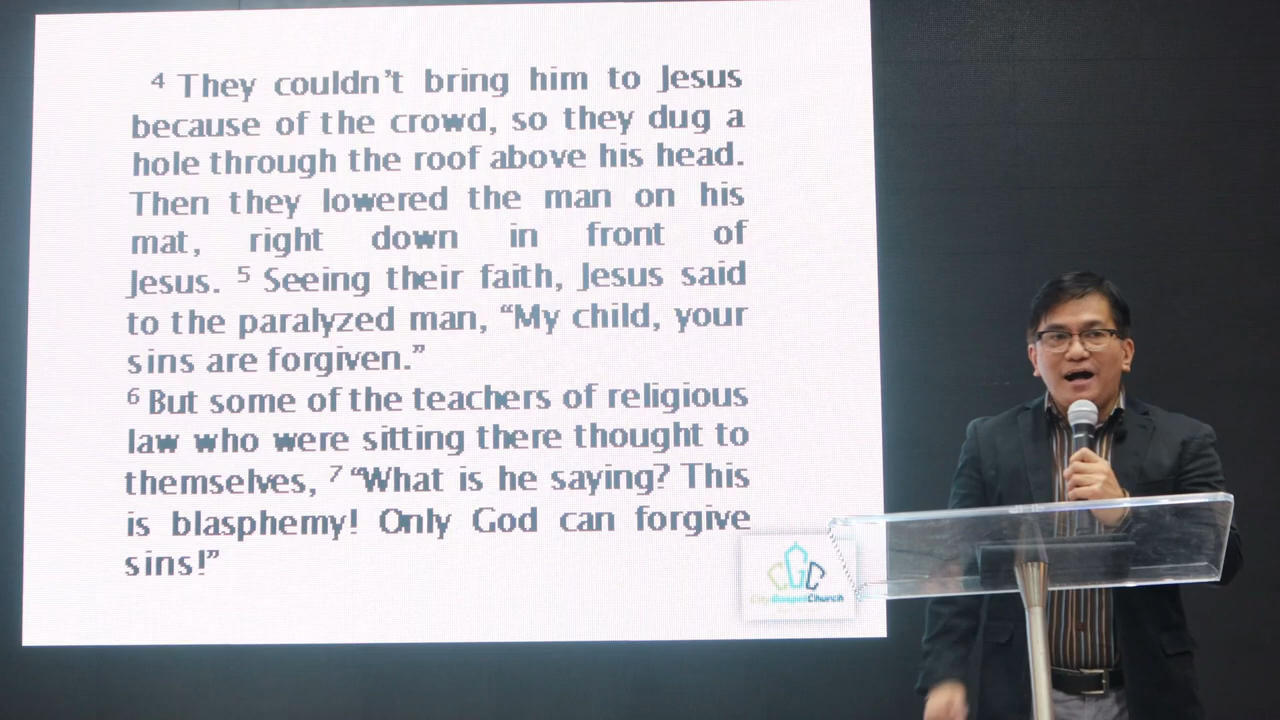 4 They couldn't bring him to Jesus
because of the crowd, so they dug a
hole through the roof above his head.
Then they lowered the man on his
mat, right down in front of
Jesus. 5 Seeing their faith, Jesus said
to the paralyzed man, “My child, your
sins are forgiven.”
6 But some of the teachers of religious
law who were sitting there thought to
themselves, 7 “What is he saying? This
is blasphemy! Only God can forgive
sins!”
CGC
CityGospelChurch